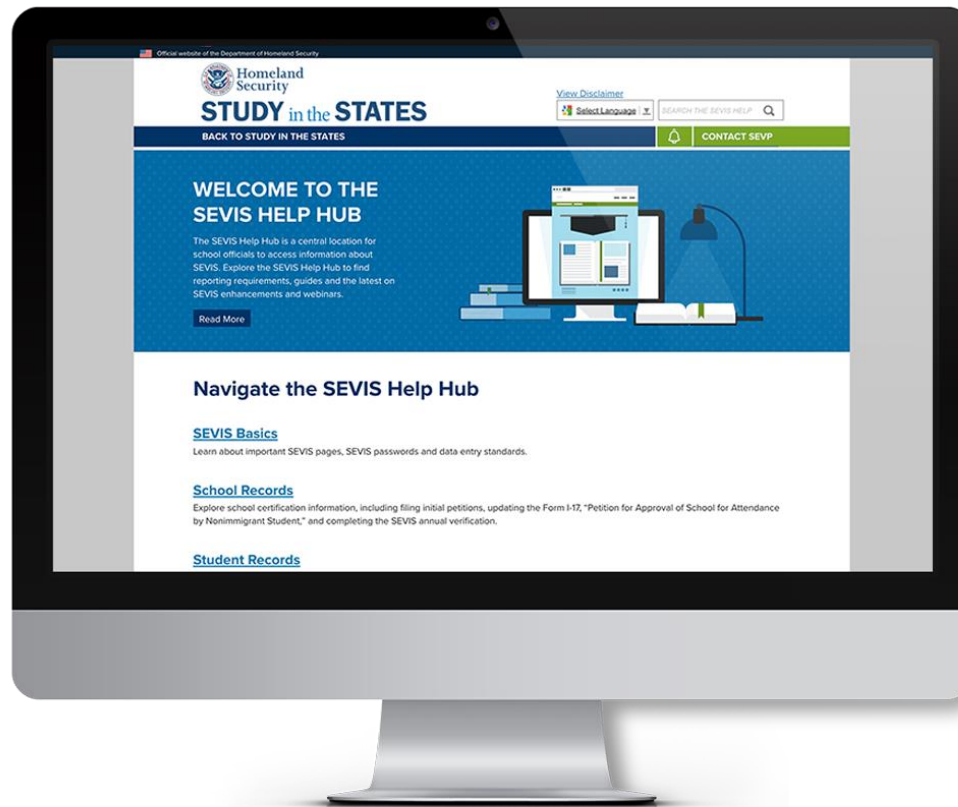 Official website of the Department of Homeland Security
Homeland
Security
STUDY in the STATES
View Disclaimer
Select Language ▼
SEARCH THE SEVIS HELP
BACK TO STUDY IN THE STATES
CONTACT SEVP
WELCOME TO THE
SEVIS HELP HUB
The SEVIS Help Hub is a central location for
school officials to access information about
SEVIS. Explore the SEVIS Help Hub to find
reporting requirements, guides and the latest on
SEVIS enhancements and webinars.
Read More
Navigate the SEVIS Help Hub
SEVIS Basics
Learn about important SEVIS pages, SEVIS passwords and data entry standards.
School Records
Explore school certification information, including filing initial petitions, updating the Form I-17, “Petition for Approval of School for Attendance
by Nonimmigrant Student,” and completing the SEVIS annual verification.
Student Records